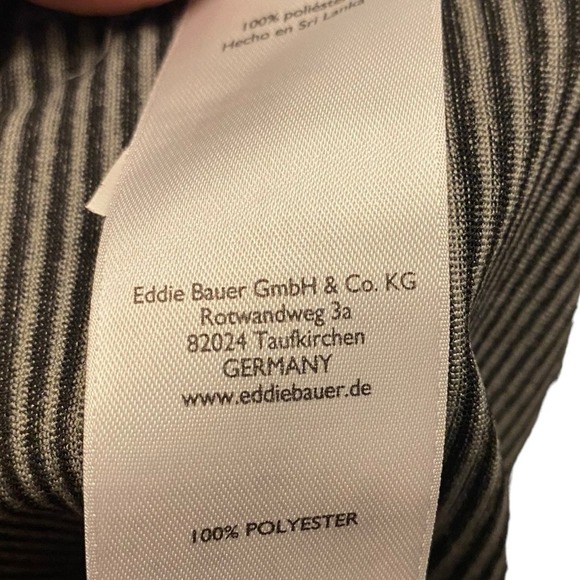 100% poliéster
Hecho en Sri Lanka
Eddie Bauer GmbH & Co. KG
Rotwandweg 3a
82024 Taufkirchen
GERMANY
www.eddiebauer.de
100% POLYESTER